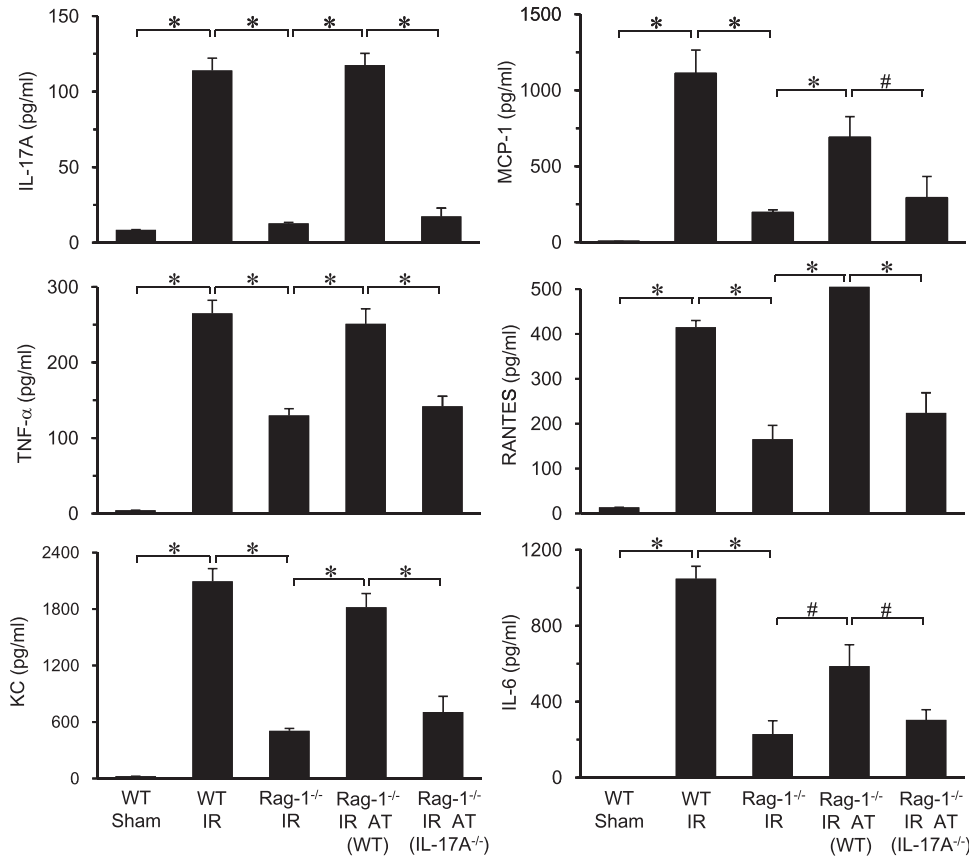 IL-17A (pg/ml)
150
100
50
0
* * * *
MCP-1 (pg/ml)
1500
1000
500
0
* * * #
TNF-α (pg/ml)
300
200
100
0
* * * *
RANTES (pg/ml)
500
400
300
200
100
0
* * * *
KC (pg/ml)
2400
1800
1200
600
0
* * * *
WT Sham
WT IR
Rag-1-/- IR
Rag-1-/- IR AT (WT)
Rag-1-/- IR AT (IL-17A-/-)
IL-6 (pg/ml)
1200
800
400
0
* * # #
WT Sham
WT IR
Rag-1-/- IR
Rag-1-/- IR AT (WT)
Rag-1-/- IR AT (IL-17A-/-)